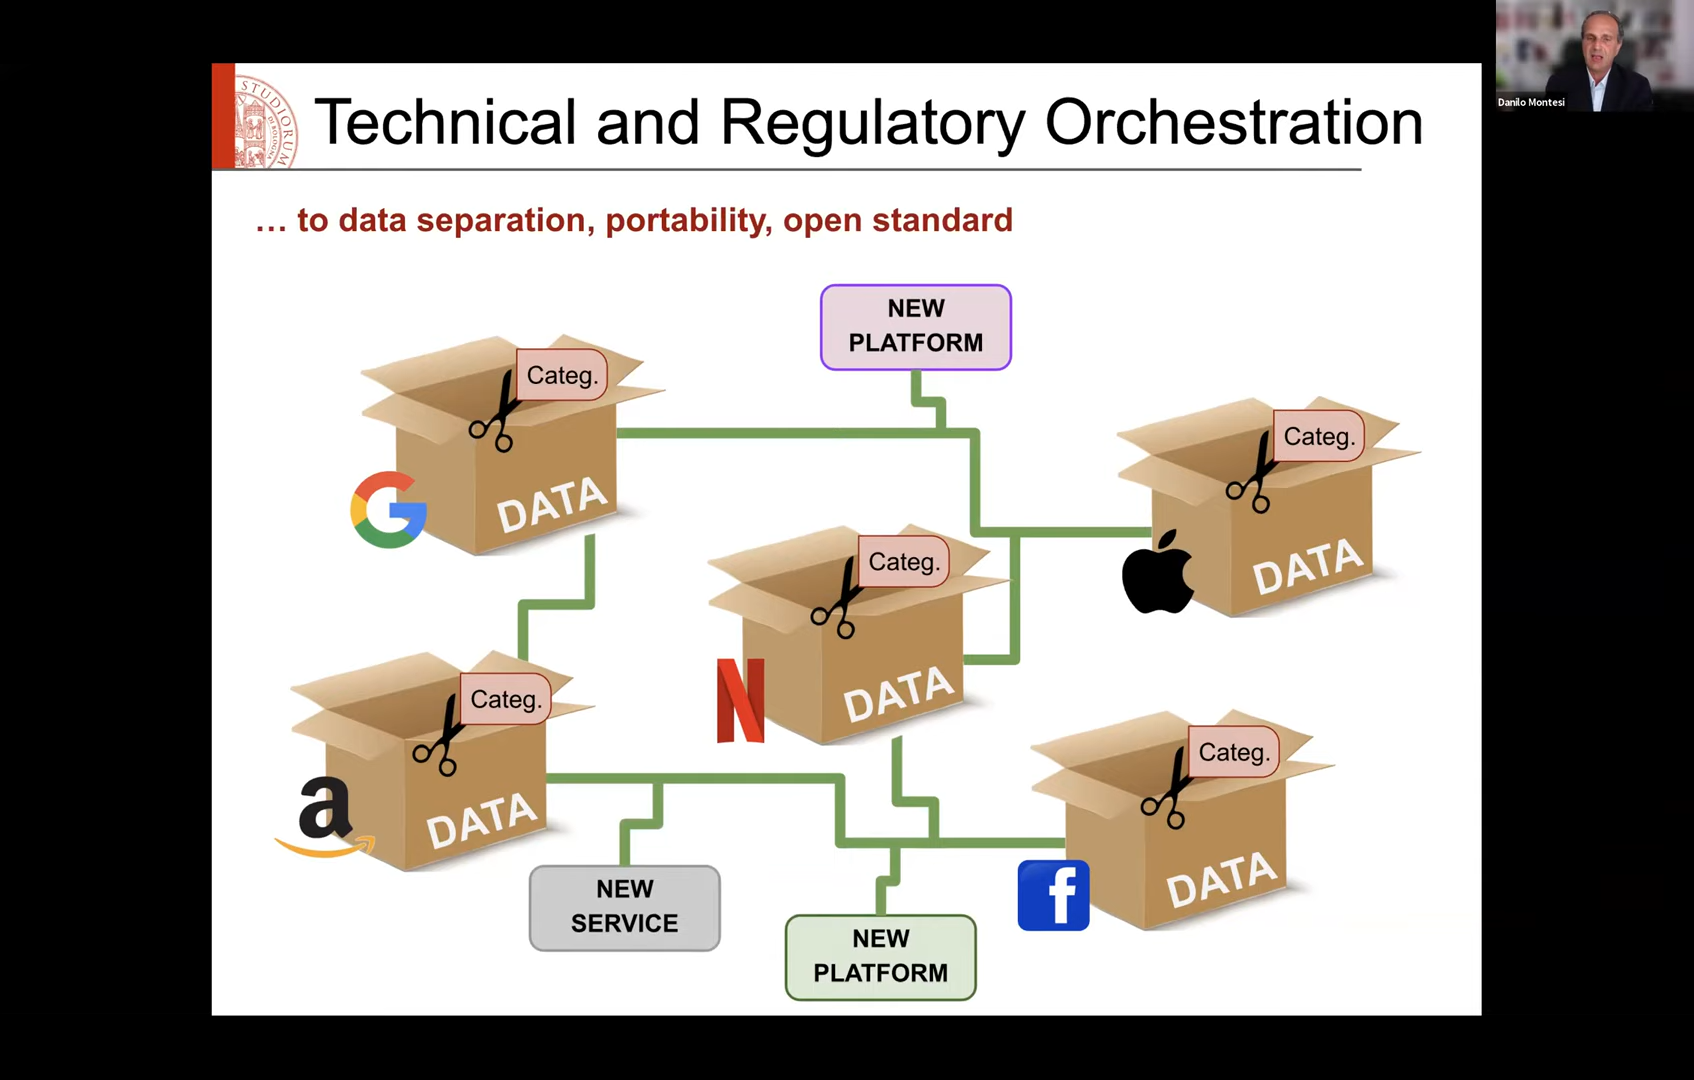 Technical and Regulatory Orchestration
STUDIORUM
… to data separation, portability, open standard
Danilo Montesi
NEW
PLATFORM
Categ.
DATA
Categ.
DATA
Categ.
DATA
Categ.
DATA
Categ.
DATA
NEW
SERVICE
NEW
PLATFORM